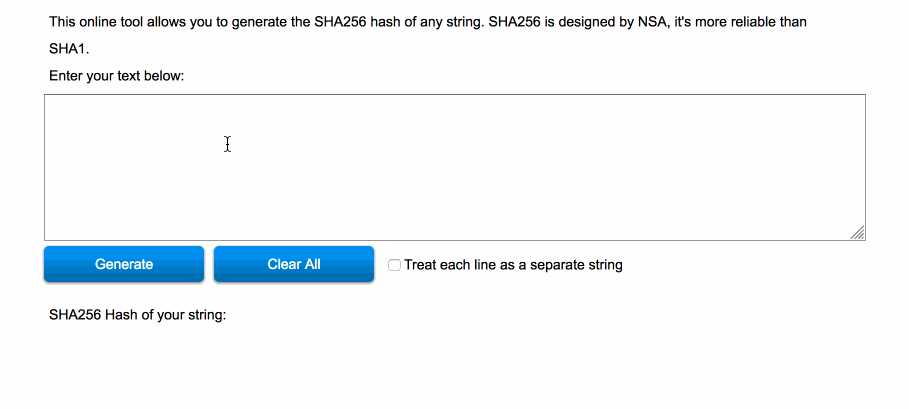 This online tool allows you to generate the SHA256 hash of any string. SHA256 is designed by NSA, it's more reliable than
SHA1.
Enter your text below:
Generate
Clear All
Treat each line as a separate string
SHA256 Hash of your string: